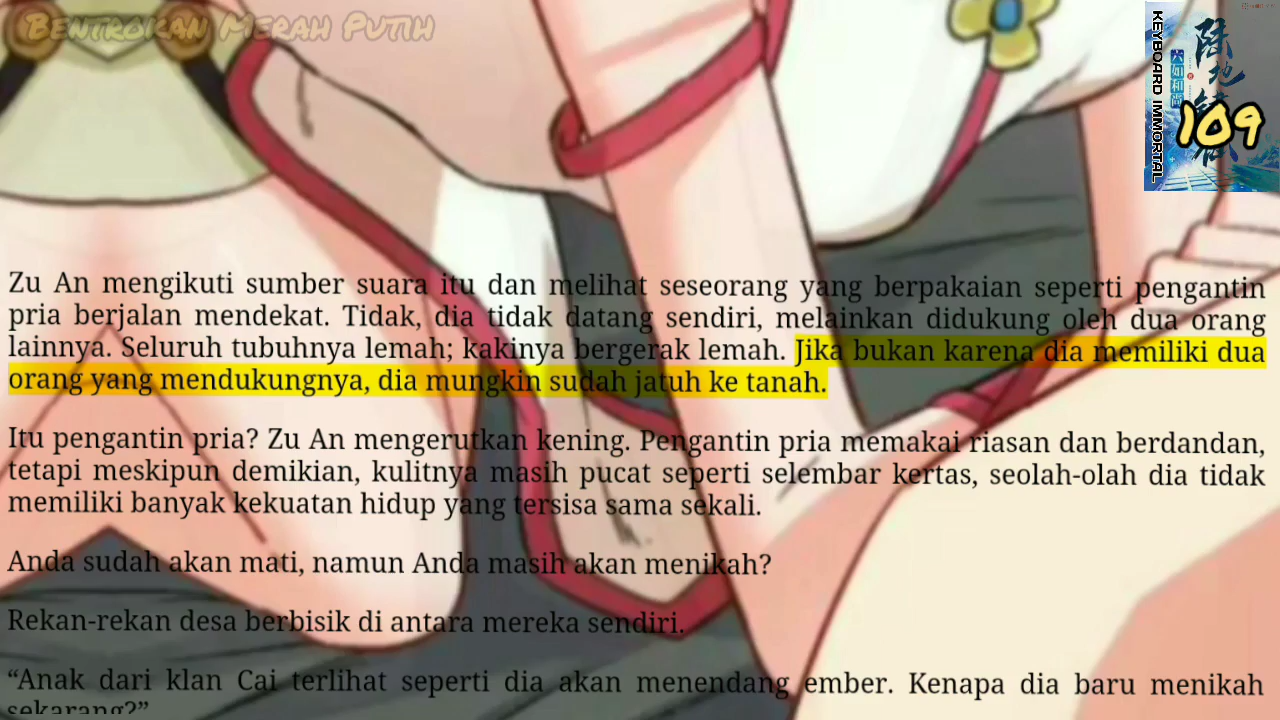 BENTROKAN MERAH PUTIH
KEYBOARD IMMORTAL
六如和尚
109
Zu An mengikuti sumber suara itu dan melihat seseorang yang berpakaian seperti pengantin
pria berjalan mendekat. Tidak, dia tidak datang sendiri, melainkan didukung oleh dua orang
lainnya. Seluruh tubuhnya lemah; kakinya bergerak lemah. Jika bukan karena dia memiliki dua
orang yang mendukungnya, dia mungkin sudah jatuh ke tanah.
Itu pengantin pria? Zu An mengerutkan kening. Pengantin pria memakai riasan dan berdandan,
tetapi meskipun demikian, kulitnya masih pucat seperti selembar kertas, seolah-olah dia tidak
memiliki banyak kekuatan hidup yang tersisa sama sekali.
Anda sudah akan mati, namun Anda masih akan menikah?
Rekan-rekan desa berbisik di antara mereka sendiri.
“Anak dari klan Cai terlihat seperti dia akan menendang ember. Kenapa dia baru menikah
sekarang?”